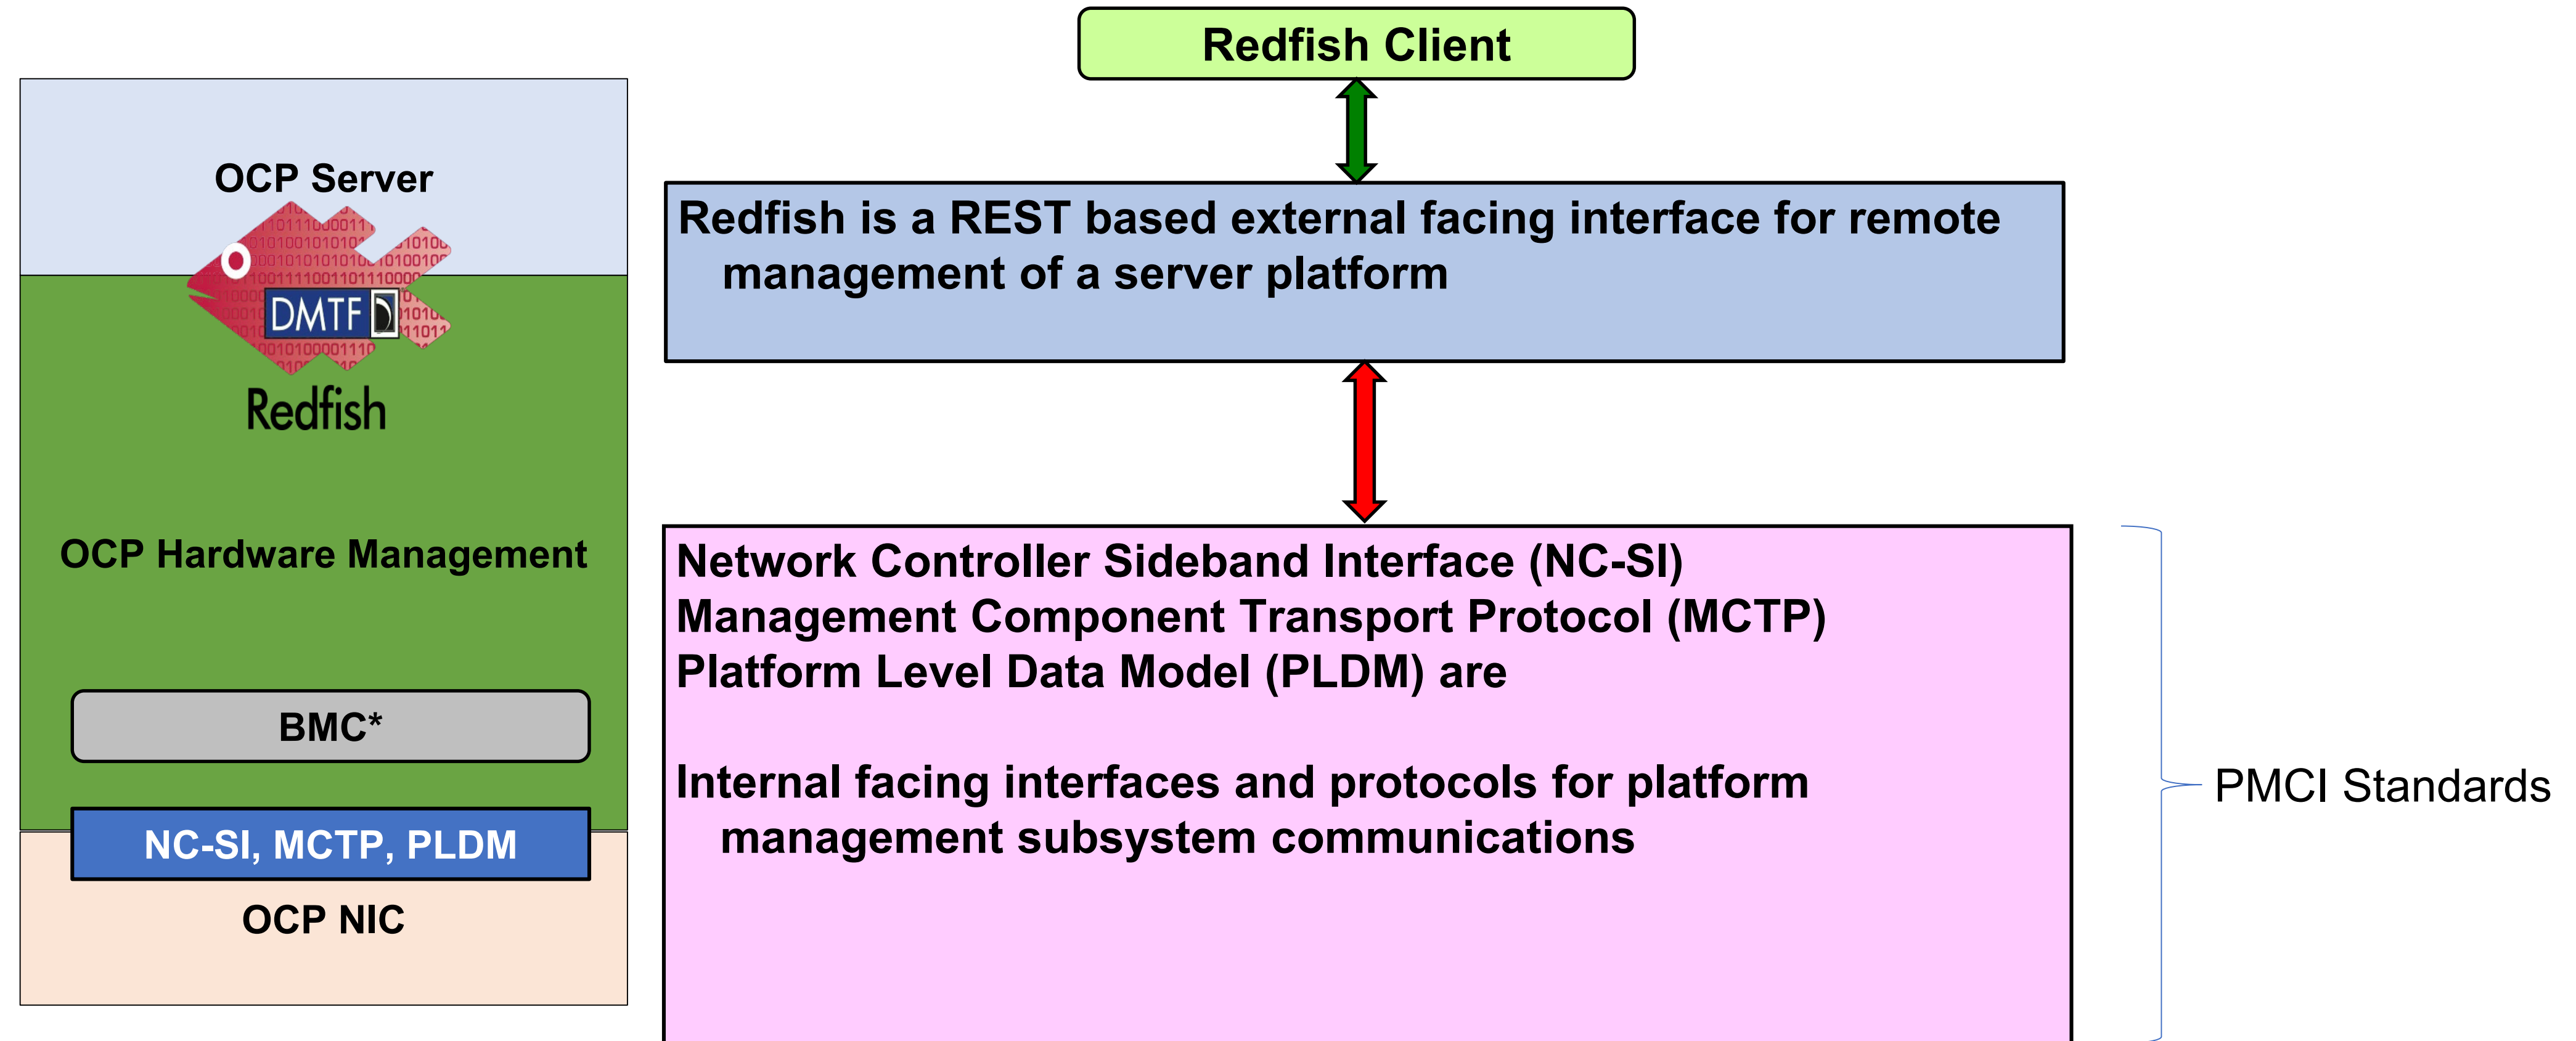 Redfish Client
OCP Server
DMTF
Redfish
OCP Hardware Management
BMC*
NC-SI, MCTP, PLDM
OCP NIC
Redfish is a REST based external facing interface for remote
management of a server platform
Network Controller Sideband Interface (NC-SI)
Management Component Transport Protocol (MCTP)
Platform Level Data Model (PLDM) are
Internal facing interfaces and protocols for platform
management subsystem communications
PMCI Standards